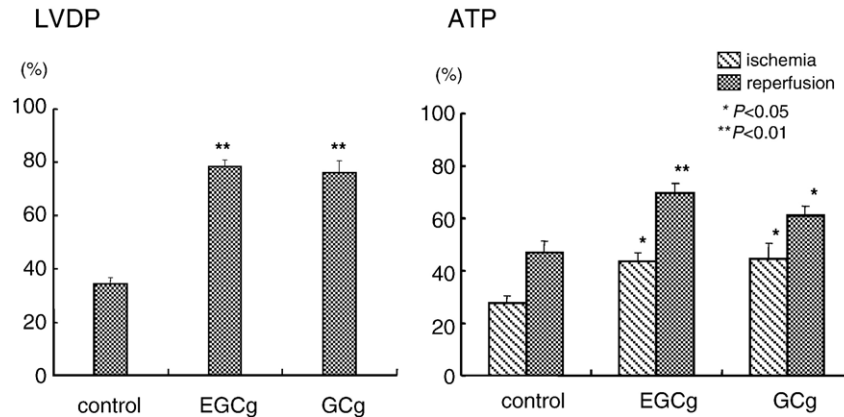 LVDP
(%)
100
80
60
40
20
0
**
**
control EGCg GCg
ATP
(%)
ischemia
reperfusion
* P<0.05
**P<0.01
100
80
60
40
20
0
*
**
*
*
control EGCg GCg